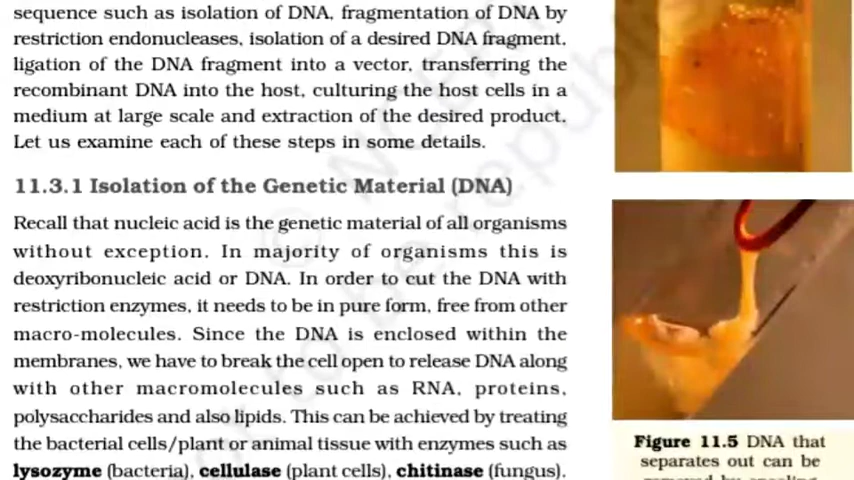 sequence such as isolation of DNA, fragmentation of DNA by
restriction endonucleases, isolation of a desired DNA fragment,
ligation of the DNA fragment into a vector, transferring the
recombinant DNA into the host, culturing the host cells in a
medium at large scale and extraction of the desired product.
Let us examine each of these steps in some details.
11.3.1 Isolation of the Genetic Material (DNA)
Recall that nucleic acid is the genetic material of all organisms
without exception. In majority of organisms this is
deoxyribonucleic acid or DNA. In order to cut the DNA with
restriction enzymes, it needs to be in pure form, free from other
macro-molecules. Since the DNA is enclosed within the
membranes, we have to break the cell open to release DNA along
with other macromolecules such as RNA, proteins,
polysaccharides and also lipids. This can be achieved by treating
the bacterial cells/plant or animal tissue with enzymes such as
lysozyme (bacteria), cellulase (plant cells), chitinase (fungus).
Figure 11.5 DNA that
separates out can be